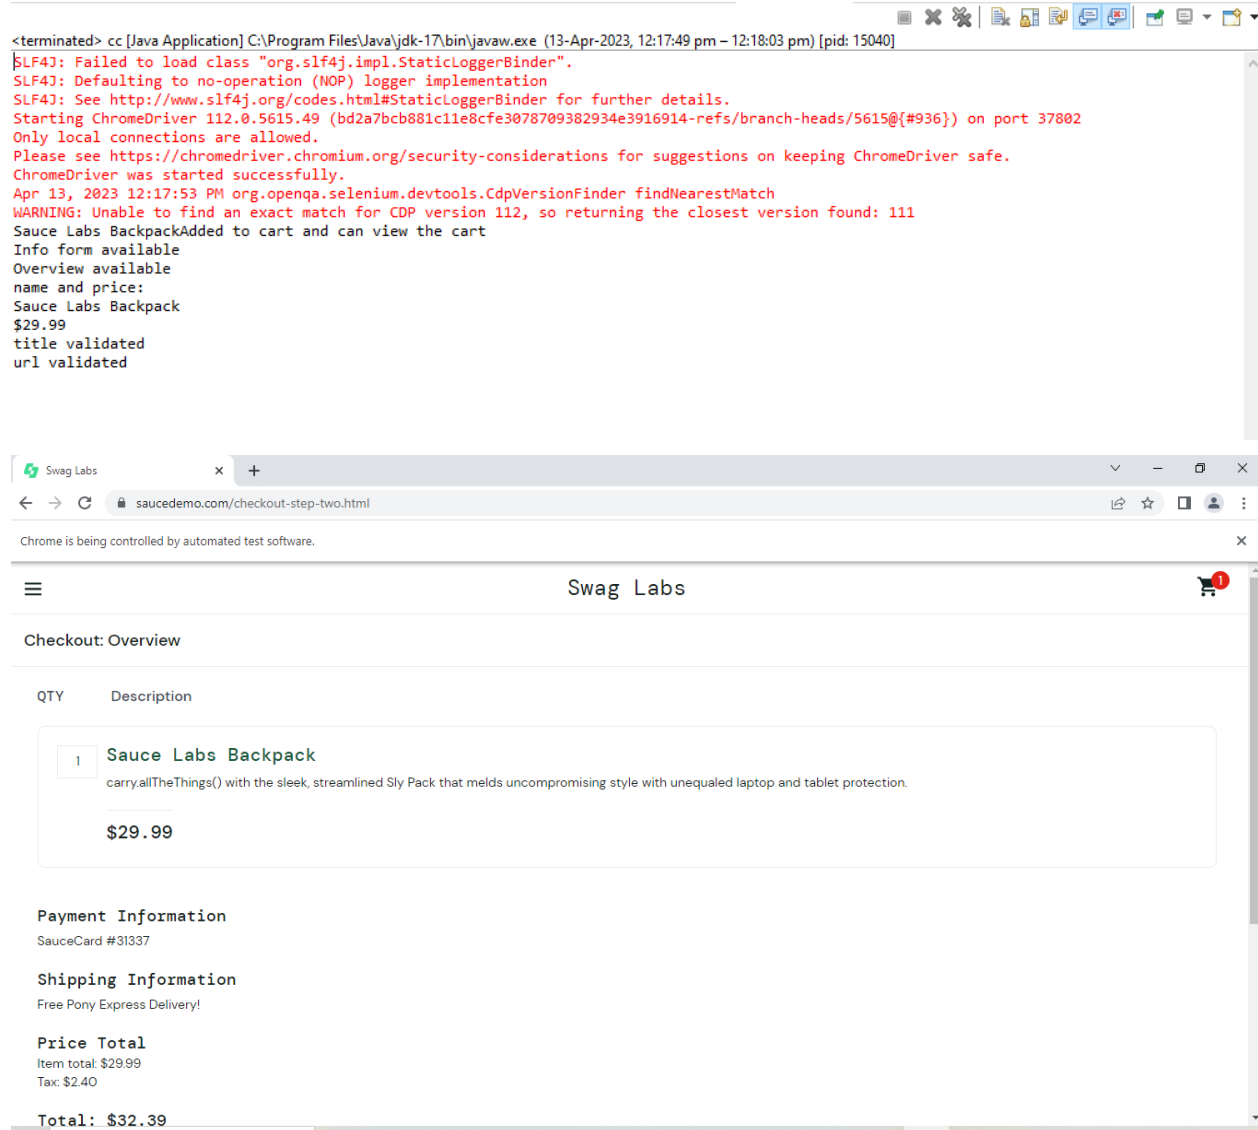 <terminated> cc [Java Application] C:\Program Files\Java\jdk-17\bin\javaw.exe (13-Apr-2023, 12:17:49 pm – 12:18:03 pm) [pid: 15040]
SLF4J: Failed to load class "org.slf4j.impl.StaticLoggerBinder".
SLF4J: Defaulting to no-operation (NOP) logger implementation
SLF4J: See http://www.slf4j.org/codes.html#StaticLoggerBinder for further details.
Starting ChromeDriver 112.0.5615.49 (bd2a7bcb881c11e8cfe3078709382934e3916914-refs/branch-heads/5615@{#936}) on port 37802
Only local connections are allowed.
Please see https://chromedriver.chromium.org/security-considerations for suggestions on keeping ChromeDriver safe.
ChromeDriver was started successfully.
Apr 13, 2023 12:17:53 PM org.openqa.selenium.devtools.CdpVersionFinder findNearestMatch
WARNING: Unable to find an exact match for CDP version 112, so returning the closest version found: 111
Sauce Labs BackpackAdded to cart and can view the cart
Info form available
Overview available
name and price:
Sauce Labs Backpack
$29.99
title validated
url validated
Swag Labs
saucedemo.com/checkout-step-two.html
Chrome is being controlled by automated test software.
Swag Labs
1
Checkout: Overview
QTY Description
1 Sauce Labs Backpack
carry.allTheThings() with the sleek, streamlined Sly Pack that melds uncompromising style with unequaled laptop and tablet protection.
$29.99
Payment Information
SauceCard #31337
Shipping Information
Free Pony Express Delivery!
Price Total
Item total: $29.99
Tax: $2.40
Total: $32.39